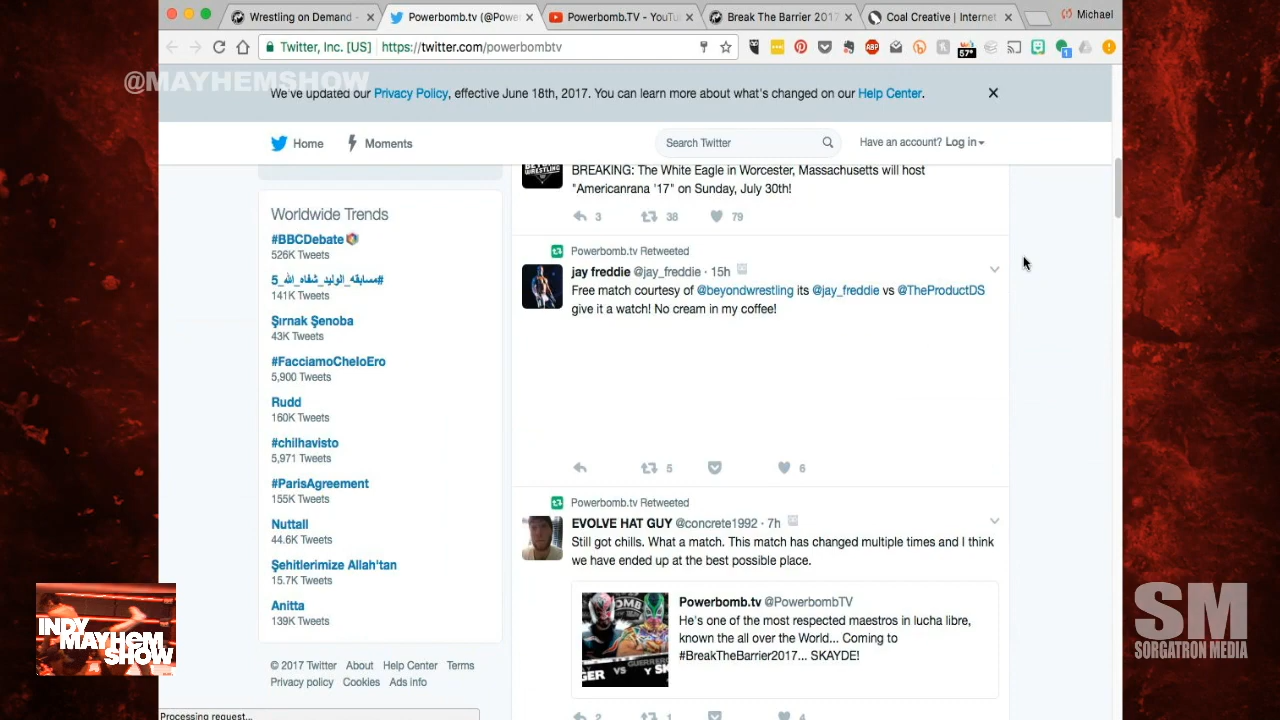 Wrestling on Demand -
Powerbomb.tv (@Power
Powerbomb.TV - YouTu
Break The Barrier 2017
Coal Creative | Internet
Michael
Twitter, Inc. [US]
https://twitter.com/powerbombtv
ABP
57°
1
@MAYHEMSHOW
We've updated our Privacy Policy, effective June 18th, 2017. You can learn more about what's changed on our Help Center.
Home
Moments
Search Twitter
Have an account? Log in
Worldwide Trends
#BBCDebate
526K Tweets
#مسابقه_الوليد_شفاه_الله_5
141K Tweets
Şırnak Şenoba
43K Tweets
#FacciamoCheIoEro
5,900 Tweets
Rudd
160K Tweets
#chilhavisto
5,971 Tweets
#ParisAgreement
155K Tweets
Nuttall
44.6K Tweets
Şehitlerimize Allah'tan
15.7K Tweets
Anitta
139K Tweets
© 2017 Twitter About Help Center Terms
Privacy policy Cookies Ads info
Processing request...
WRESTLING
BREAKING: The White Eagle in Worcester, Massachusetts will host
"Americanrana '17" on Sunday, July 30th!
3 38 79
Powerbomb.tv Retweeted
jay freddie @jay_freddie · 15h
Free match courtesy of @beyondwrestling its @jay_freddie vs @TheProductDS
give it a watch! No cream in my coffee!
5 6
Powerbomb.tv Retweeted
EVOLVE HAT GUY @concrete1992 · 7h
Still got chills. What a match. This match has changed multiple times and I think
we have ended up at the best possible place.
Powerbomb.tv @PowerbombTV
He's one of the most respected maestros in lucha libre,
known the all over the World... Coming to
#BreakTheBarrier2017... SKAYDE!
2 1 4
INDY
MAYHEM
SHOW
SM
SORGATRON MEDIA